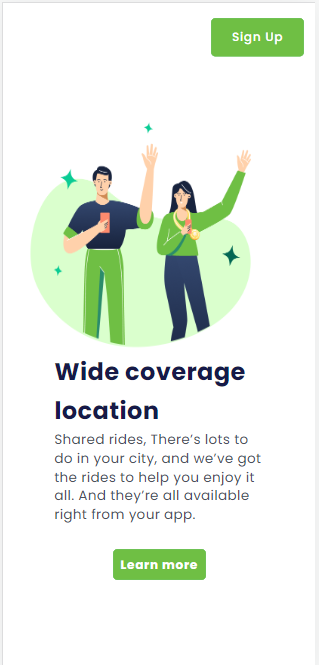 Sign Up
Wide coverage
location
Shared rides, There’s lots to
do in your city, and we’ve got
the rides to help you enjoy it
all. And they’re all available
right from your app.
Learn more